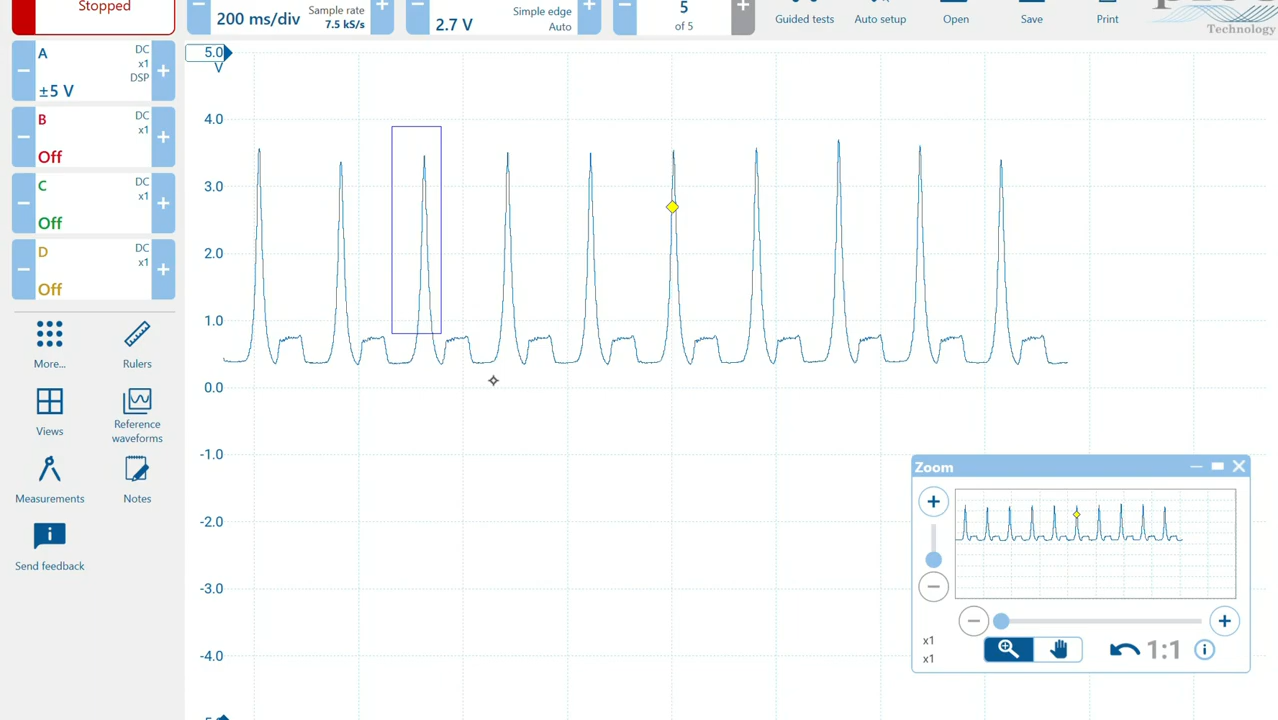 Stopped
200 ms/div
Sample rate
7.5 kS/s
2.7 V
Simple edge
Auto
5
of 5
Guided tests
Auto setup
Open
Save
Print
Technology
A
DC
x1
DSP
±5 V
B
DC
x1
Off
C
DC
x1
Off
D
DC
x1
Off
More...
Rulers
Views
Reference
waveforms
Measurements
Notes
Send feedback
5.0
V
4.0
3.0
2.0
1.0
0.0
-1.0
-2.0
-3.0
-4.0
Zoom
x1
x1
1:1